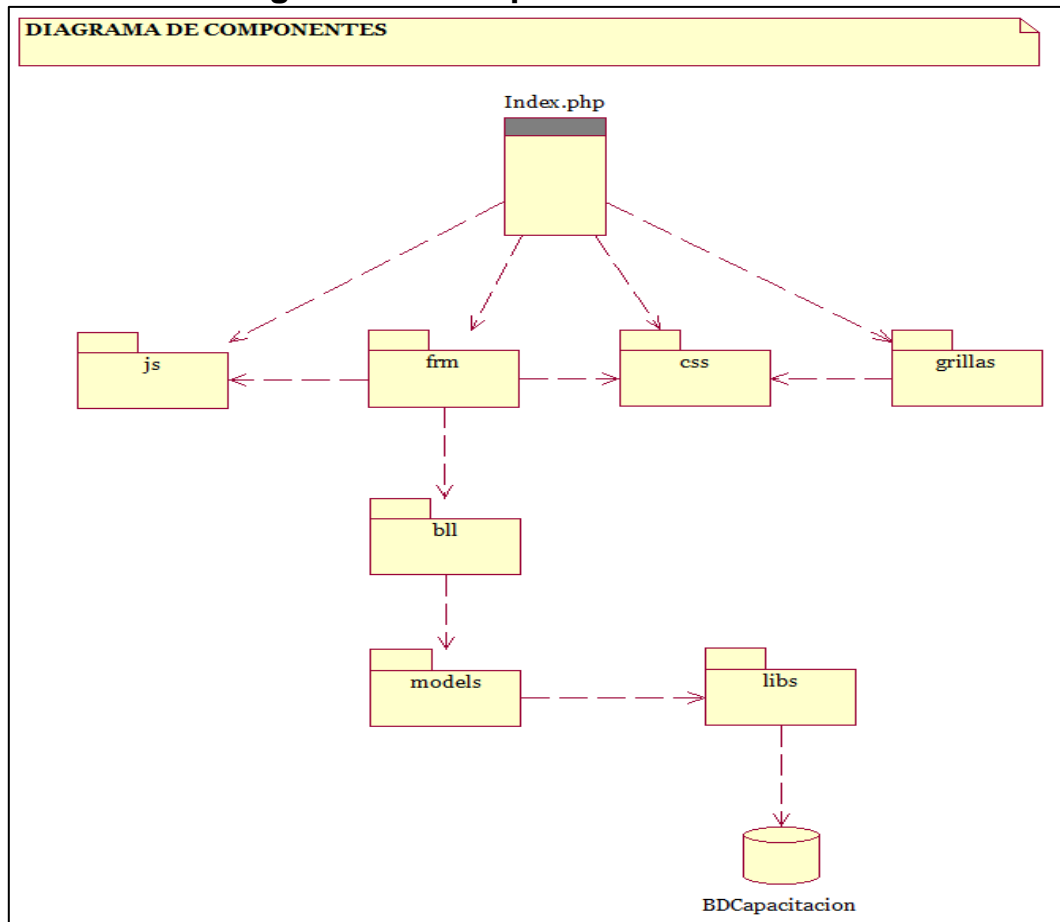 DIAGRAMA DE COMPONENTES
Index.php
js
frm
css
grillas
bll
models
libs
BDCapacitacion